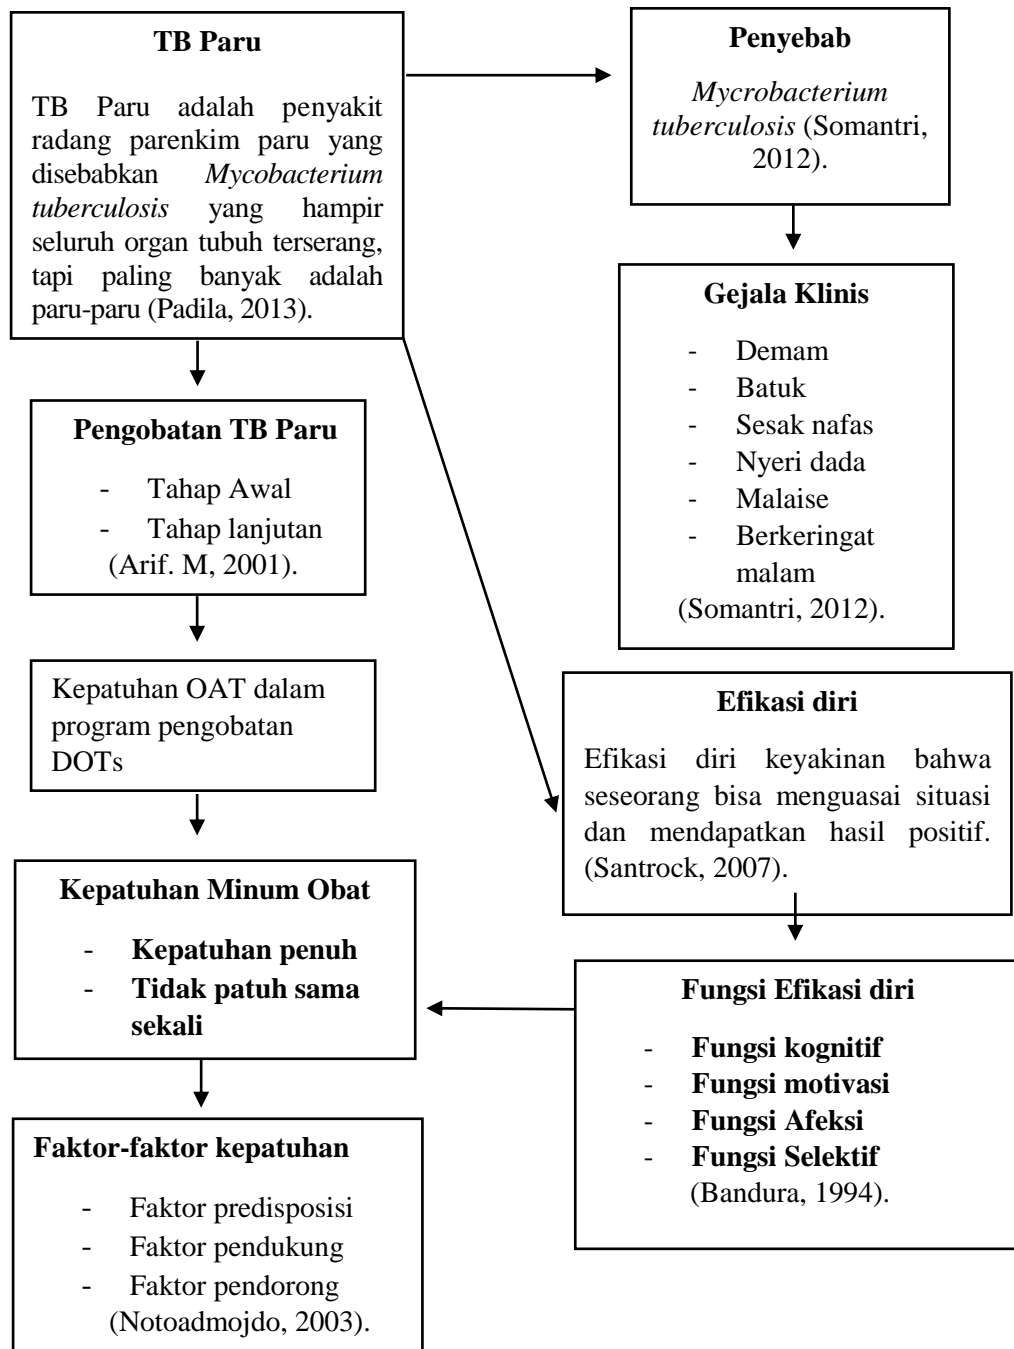 TB Paru
TB Paru adalah penyakit
radang parenkim paru yang
disebabkan Mycobacterium
tuberculosis yang hampir
seluruh organ tubuh terserang,
tapi paling banyak adalah
paru-paru (Padila, 2013).
Penyebab
Mycrobacterium
tuberculosis (Somantri,
2012).
Gejala Klinis
- Demam
- Batuk
- Sesak nafas
- Nyeri dada
- Malaise
- Berkeringat
malam
(Somantri, 2012).
Pengobatan TB Paru
- Tahap Awal
- Tahap lanjutan
(Arif. M, 2001).
Kepatuhan OAT dalam
program pengobatan
DOTs
Efikasi diri
Efikasi diri keyakinan bahwa
seseorang bisa menguasai situasi
dan mendapatkan hasil positif.
(Santrock, 2007).
Kepatuhan Minum Obat
- Kepatuhan penuh
- Tidak patuh sama
sekali
Fungsi Efikasi diri
- Fungsi kognitif
- Fungsi motivasi
- Fungsi Afeksi
- Fungsi Selektif
(Bandura, 1994).
Faktor-faktor kepatuhan
- Faktor predisposisi
- Faktor pendukung
- Faktor pendorong
(Notoadmojdo, 2003).